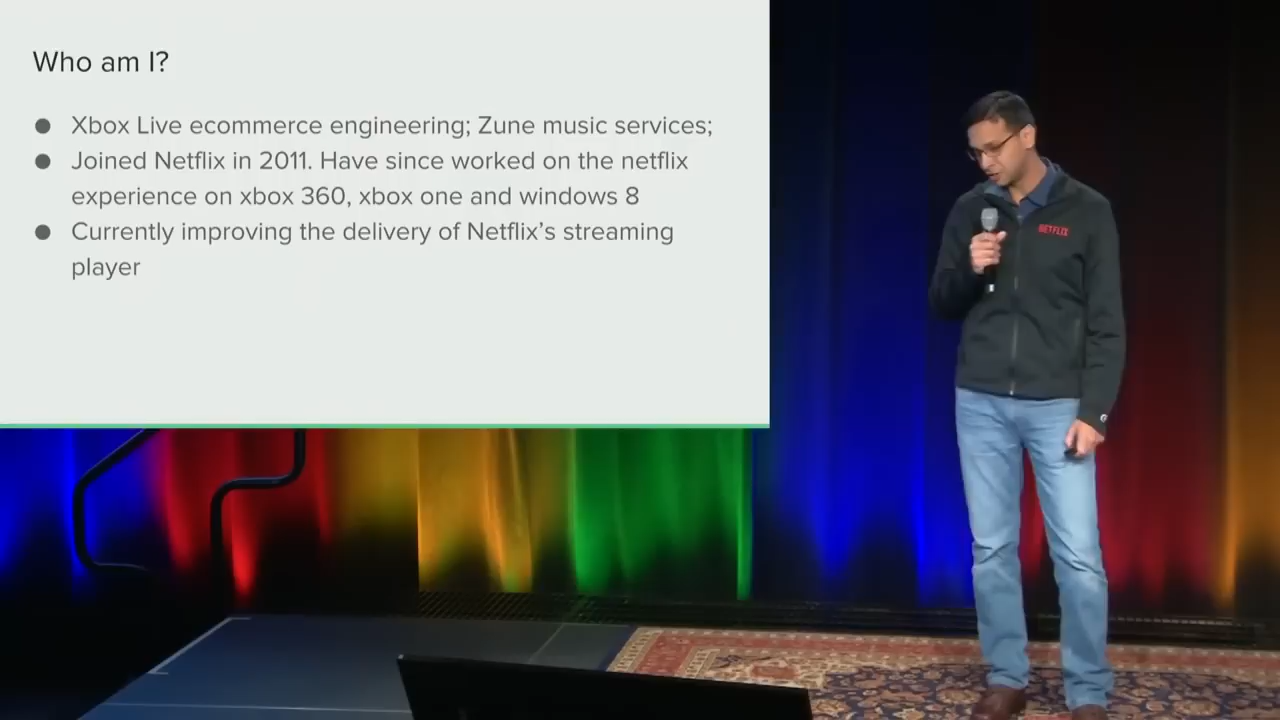 Who am I?
● Xbox Live ecommerce engineering; Zune music services;
● Joined Netflix in 2011. Have since worked on the netflix
experience on xbox 360, xbox one and windows 8
● Currently improving the delivery of Netflix’s streaming
player
NETFLIX